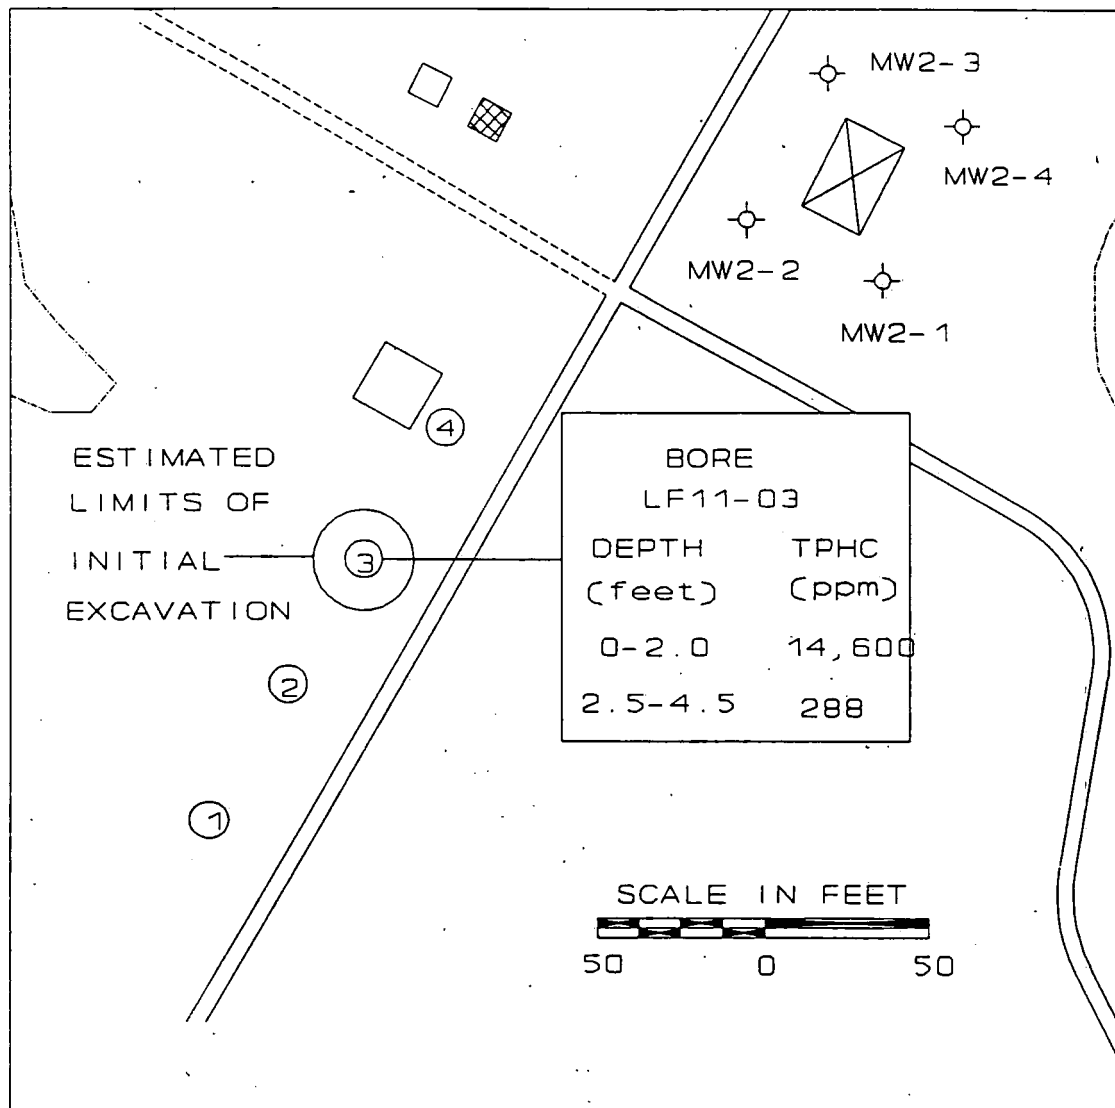 MW2-3
MW2-4
MW2-2
MW2-1
4
ESTIMATED
LIMITS OF
INITIAL
EXCAVATION
3
2
1
BORE
LF11-03
DEPTH TPHC
(feet) (ppm)
0-2.0 14,600
2.5-4.5 288
SCALE IN FEET
50 0 50